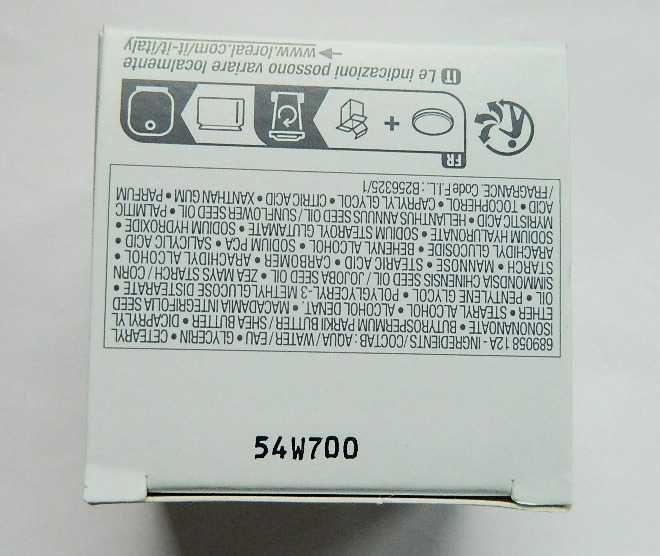 689058 12A - INGREDIENTS/COCTAB: AQUA / WATER / EAU • GLYCERIN • CETEARYL
ISONONANOATE • BUTYROSPERMUM PARKII BUTTER / SHEA BUTTER • DICAPRYLYL
ETHER • STEARYL ALCOHOL • ALCOHOL DENAT. • MACADAMIA INTEGRIFOLIA SEED
OIL • PENTYLENE GLYCOL • POLYGLYCERYL-3 METHYLGLUCOSE DISTEARATE •
SIMMONDSIA CHINENSIS OIL / JOJOBA SEED OIL • ZEA MAYS STARCH / CORN
STARCH • MANNOSE • STEARIC ACID • CARBOMER • ARACHIDYL ALCOHOL •
ARACHIDYL GLUCOSIDE • BEHENYL ALCOHOL • SODIUM PCA • SALICYLIC ACID •
SODIUM HYALURONATE • SODIUM STEAROYL GLUTAMATE • SODIUM HYDROXIDE •
MYRISTIC ACID • HELIANTHUS ANNUUS SEED OIL / SUNFLOWER SEED OIL • PALMITIC
ACID • TOCOPHEROL • CAPRYLYL GLYCOL • CITRIC ACID • XANTHAN GUM • PARFUM
/ FRAGRANCE. Code F.I.L. : B256325/1
FR
+
IT Le indicazioni possono variare localmente
www.loreal.com/it-it/italy
54W700